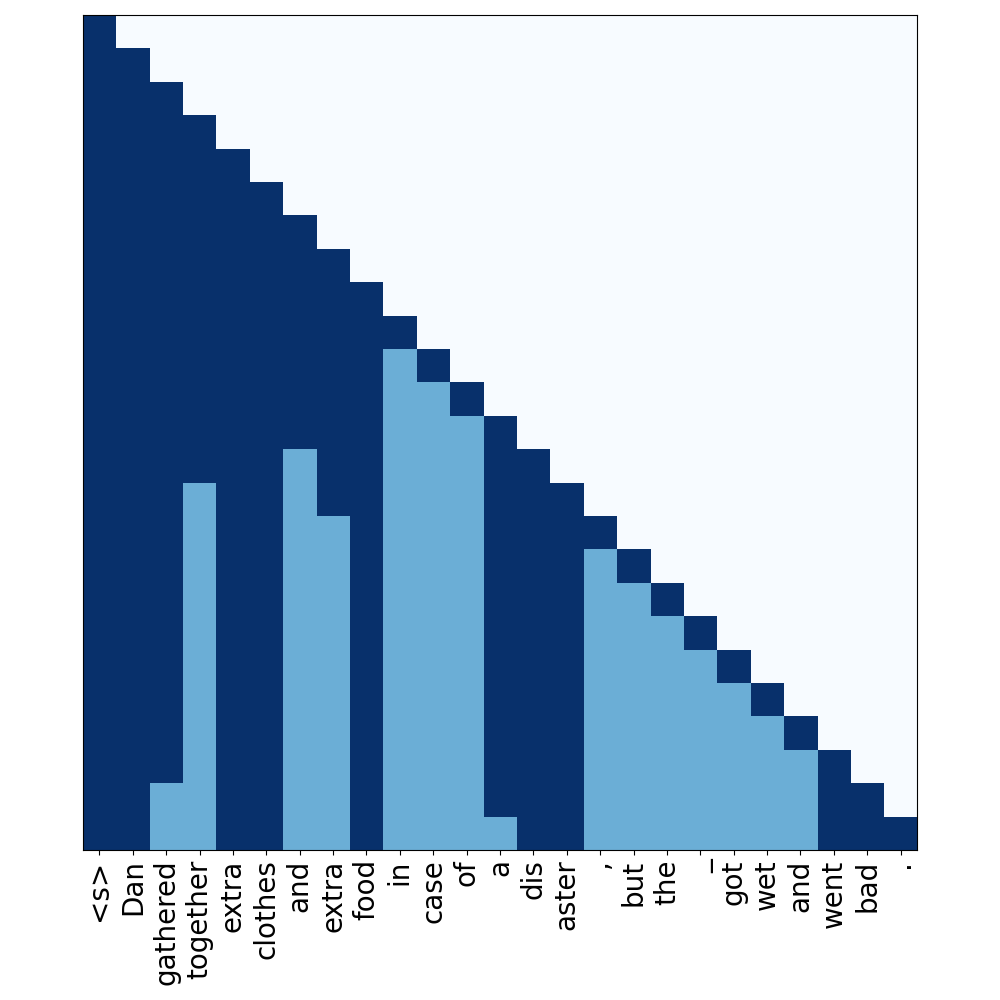 <s> Dan gathered together extra clothes and extra food in case of a dis aster , but the _ got wet and went bad .